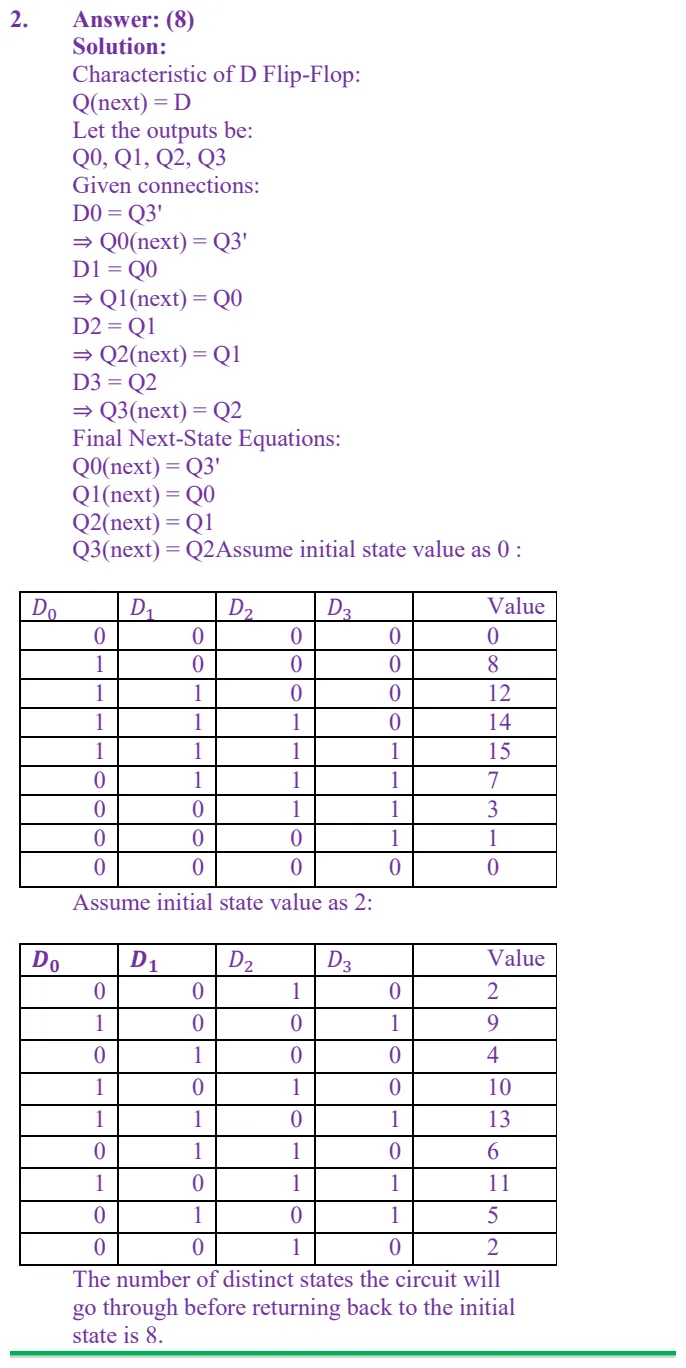 2. Answer: (8)
Solution:
Characteristic of D Flip-Flop:
Q(next) = D
Let the outputs be:
Q0, Q1, Q2, Q3
Given connections:
D0 = Q3'
⇒ Q0(next) = Q3'
D1 = Q0
⇒ Q1(next) = Q0
D2 = Q1
⇒ Q2(next) = Q1
D3 = Q2
⇒ Q3(next) = Q2
Final Next-State Equations:
Q0(next) = Q3'
Q1(next) = Q0
Q2(next) = Q1
Q3(next) = Q2Assume initial state value as 0 :
D₀ D₁ D₂ D₃ Value
0 0 0 0 0
1 0 0 0 8
1 1 0 0 12
1 1 1 0 14
1 1 1 1 15
0 1 1 1 7
0 0 1 1 3
0 0 0 1 1
0 0 0 0 0
Assume initial state value as 2:
D₀ D₁ D₂ D₃ Value
0 0 1 0 2
1 0 0 1 9
0 1 0 0 4
1 0 1 0 10
1 1 0 1 13
0 1 1 0 6
1 0 1 1 11
0 1 0 1 5
0 0 1 0 2
The number of distinct states the circuit will
go through before returning back to the initial
state is 8.